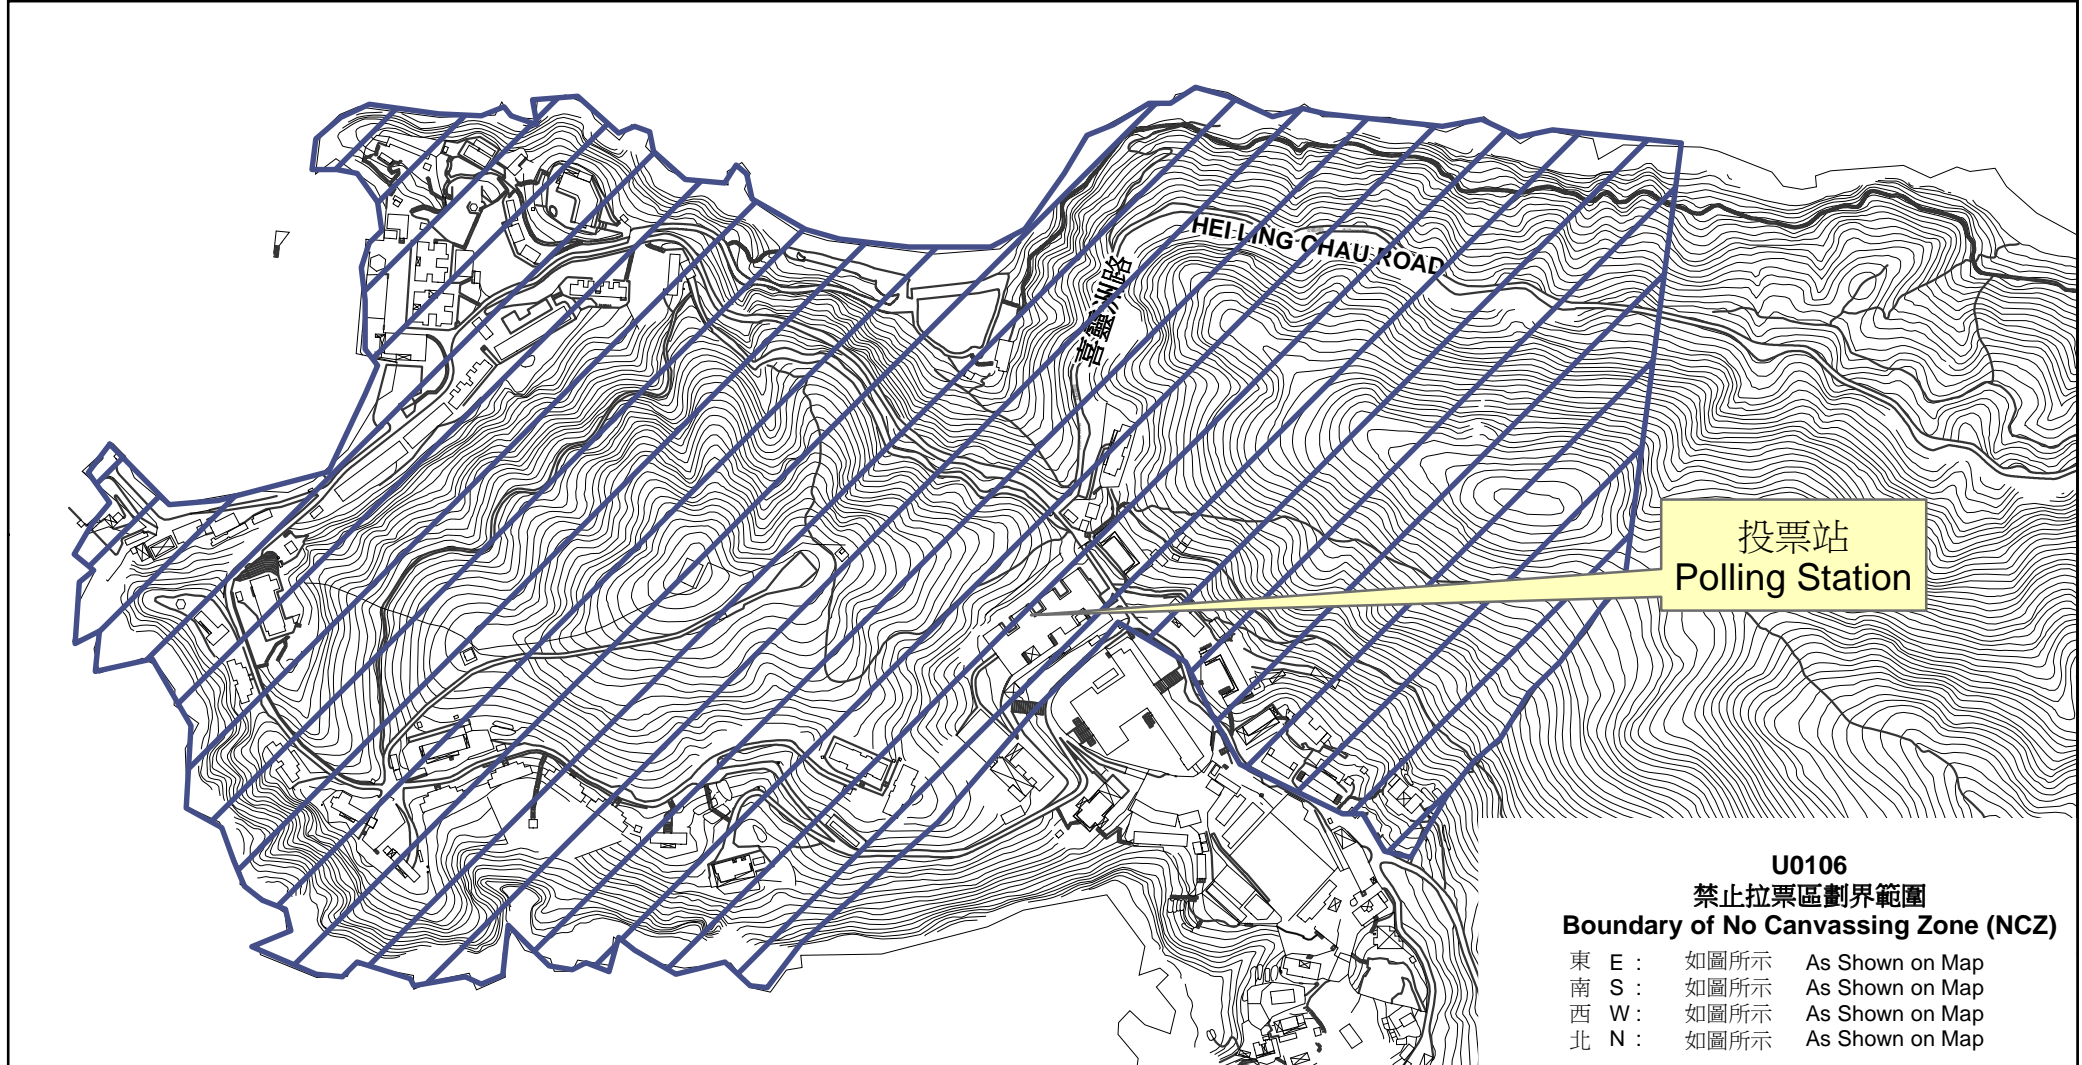 HEI LING CHAU ROAD
喜靈洲路
投票站
Polling Station
U0106
禁止拉票區劃界範圍
Boundary of No Canvassing Zone (NCZ)
東 E : 如圖所示 As Shown on Map
南 S : 如圖所示 As Shown on Map
西 W : 如圖所示 As Shown on Map
北 N : 如圖所示 As Shown on Map